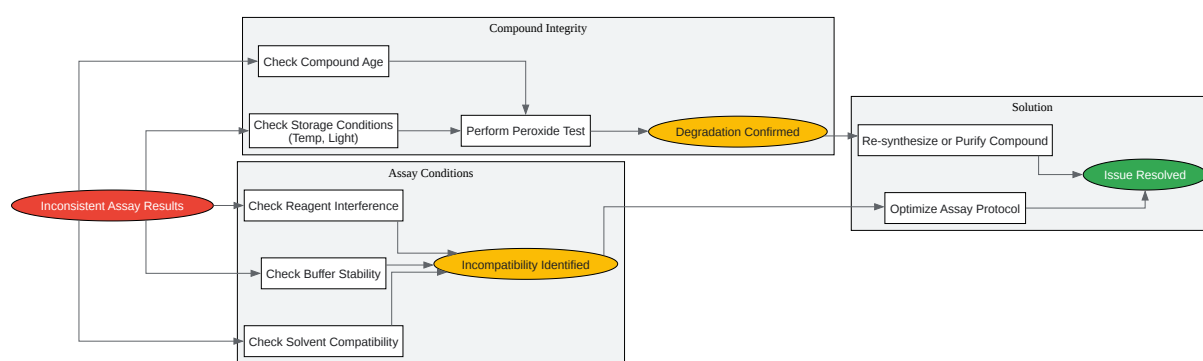 Compound Integrity
Check Compound Age
Check Storage Conditions
(Temp, Light)
Perform Peroxide Test
Degradation Confirmed
Solution
Re-synthesize or Purify Compound
Issue Resolved
Optimize Assay Protocol
Assay Conditions
Inconsistent Assay Results
Check Reagent Interference
Check Buffer Stability
Incompatibility Identified
Check Solvent Compatibility